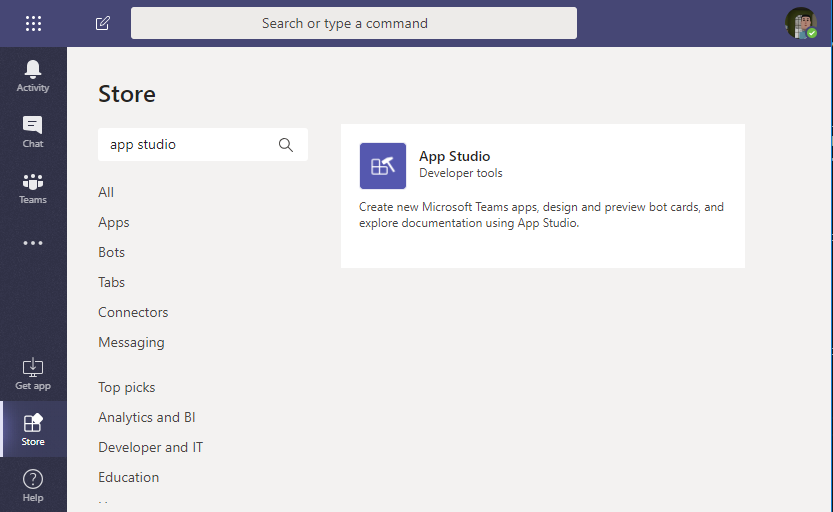 Search or type a command
Activity
Chat
Teams
Get app
Store
Help
Store
app studio
All
Apps
Bots
Tabs
Connectors
Messaging
Top picks
Analytics and BI
Developer and IT
Education
App Studio
Developer tools
Create new Microsoft Teams apps, design and preview bot cards, and
explore documentation using App Studio.